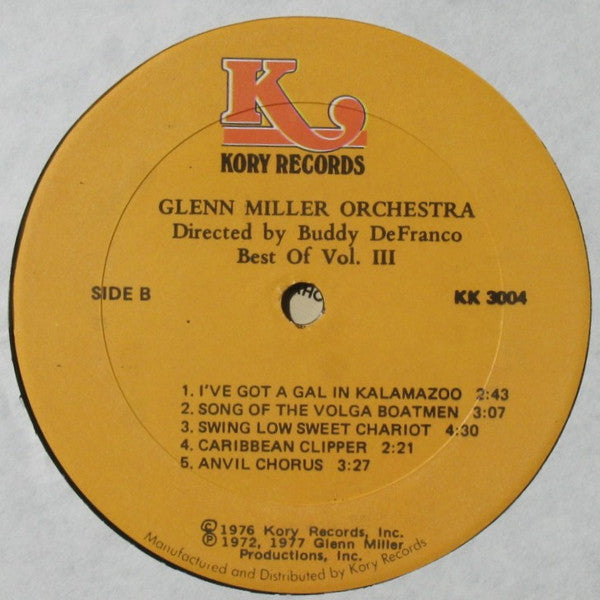 K
KORY RECORDS
GLENN MILLER ORCHESTRA
Directed by Buddy DeFranco
Best Of Vol. III
SIDE B
KK 3004
1. I'VE GOT A GAL IN KALAMAZOO 2:43
2. SONG OF THE VOLGA BOATMEN 3:07
3. SWING LOW SWEET CHARIOT 4:30
4. CARIBBEAN CLIPPER 2:21
5. ANVIL CHORUS 3:27
© 1976 Kory Records, Inc.
℗ 1972, 1977 Glenn Miller
Productions, Inc.
Manufactured and Distributed by Kory Records